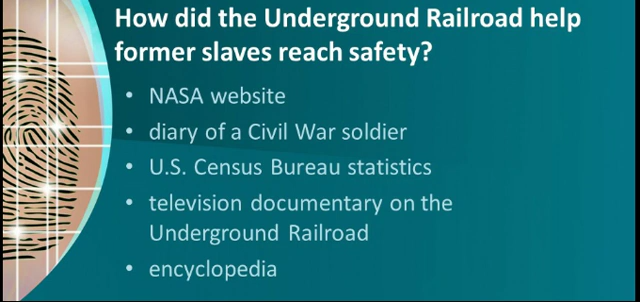 How did the Underground Railroad help
former slaves reach safety?
• NASA website
• diary of a Civil War soldier
• U.S. Census Bureau statistics
• television documentary on the
Underground Railroad
• encyclopedia